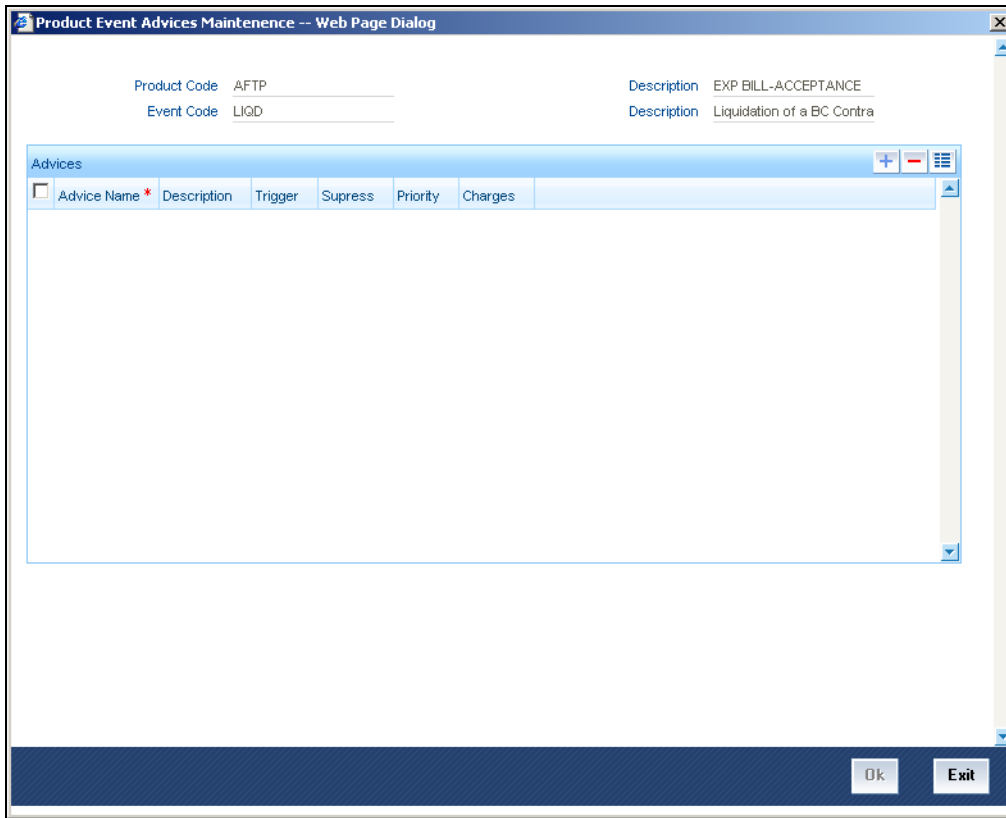 Product Event Advices Maintenence -- Web Page Dialog
Product Code AFTP Description EXP BILL-ACCEPTANCE
Event Code LIQD Description Liquidation of a BC Contra
Advices
Advice Name * Description Trigger Supress Priority Charges
Ok Exit